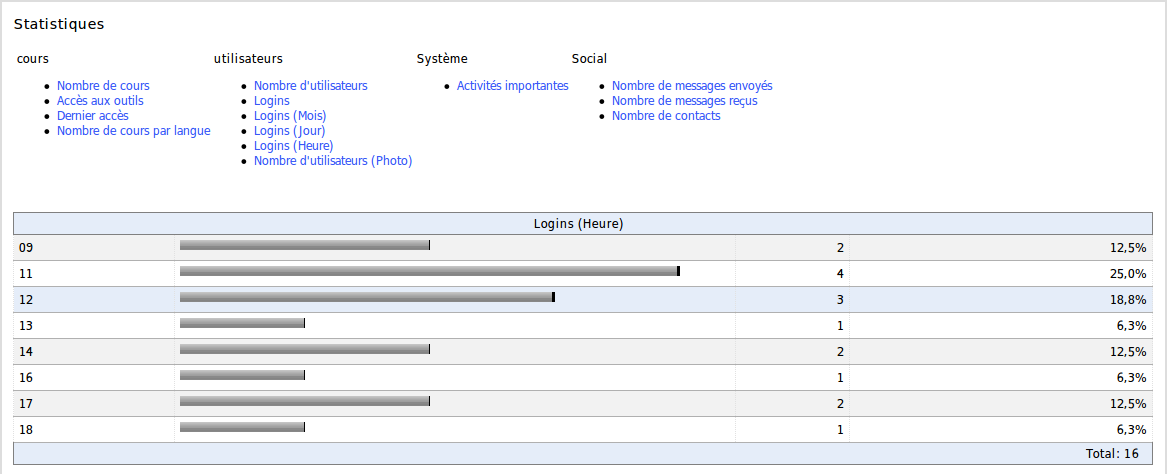 Statistiques
cours
Nombre de cours
Accès aux outils
Dernier accès
Nombre de cours par langue
utilisateurs
Nombre d'utilisateurs
Logins
Logins (Mois)
Logins (Jour)
Logins (Heure)
Nombre d'utilisateurs (Photo)
Système
Activités importantes
Social
Nombre de messages envoyés
Nombre de messages reçus
Nombre de contacts
Logins (Heure)
09 2 12,5%
11 4 25,0%
12 3 18,8%
13 1 6,3%
14 2 12,5%
16 1 6,3%
17 2 12,5%
18 1 6,3%
Total: 16